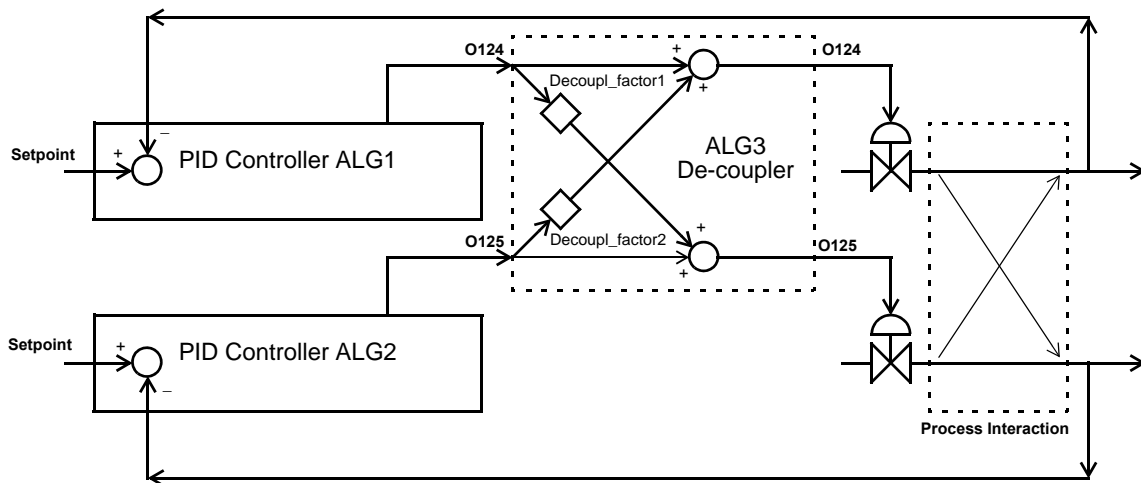 O124
O124
Decoupl_factor1
+
+
–
Setpoint
+
PID Controller ALG1
ALG3
De-coupler
O125
Decoupl_factor2
+
+
O125
Setpoint
+
PID Controller ALG2
–
Process Interaction